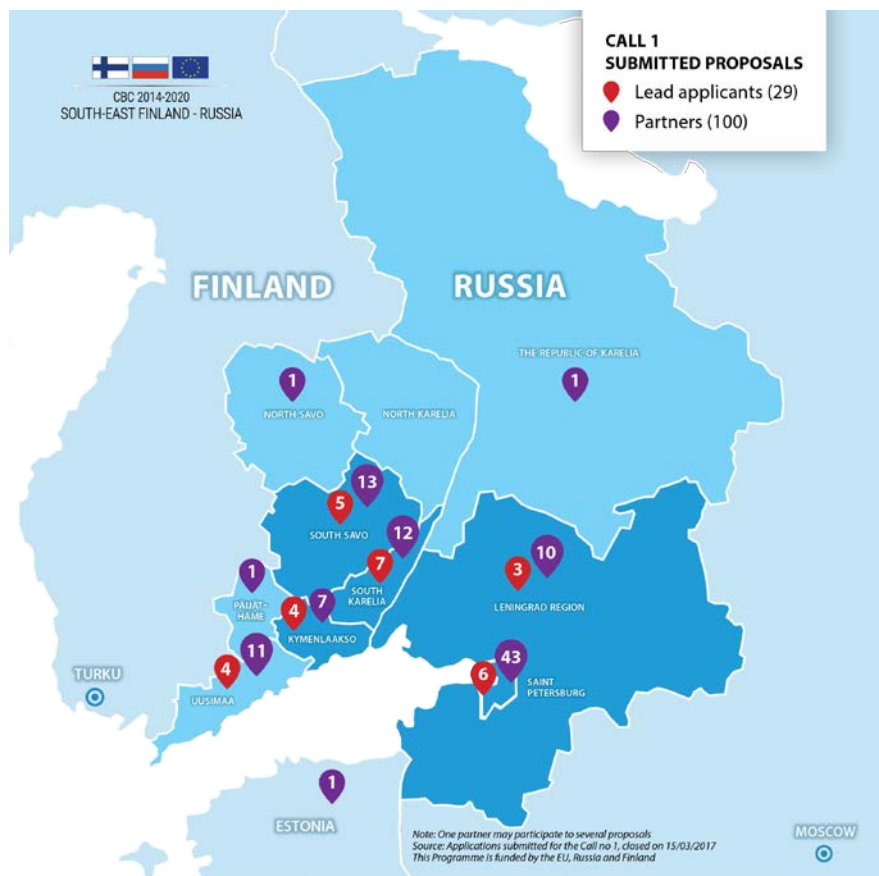 CBC 2014-2020
SOUTH-EAST FINLAND - RUSSIA
CALL 1
SUBMITTED PROPOSALS
Lead applicants (29)
Partners (100)
FINLAND
RUSSIA
THE REPUBLIC OF KARELIA
1
1
NORTH SAVO
NORTH KARELIA
13
5
SOUTH SAVO
12
7
SOUTH
KARELIA
10
3
LENINGRAD REGION
1
PÄIJÄT-
HÄME
4
7
KYMENLAAKSO
11
4
UUSIMAA
43
6
SAINT
PETERSBURG
TURKU
1
ESTONIA
MOSCOW
Note: One partner may participate to several proposals
Source: Applications submitted for the Call no 1, closed on 15/03/2017
This Programme is funded by the EU, Russia and Finland